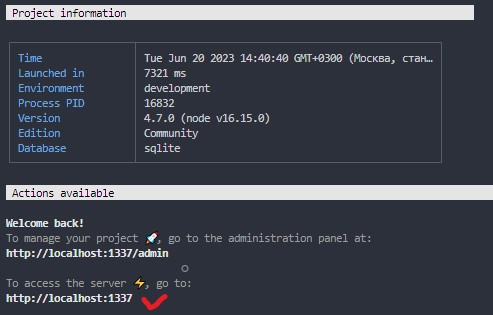 Project information
Time Tue Jun 20 2023 14:40:40 GMT+0300 (Москва, стан…
Launched in 7321 ms
Environment development
Process PID 16832
Version 4.7.0 (node v16.15.0)
Edition Community
Database sqlite
Actions available
Welcome back!
To manage your project 🚀, go to the administration panel at:
http://localhost:1337/admin
To access the server ⚡, go to:
http://localhost:1337